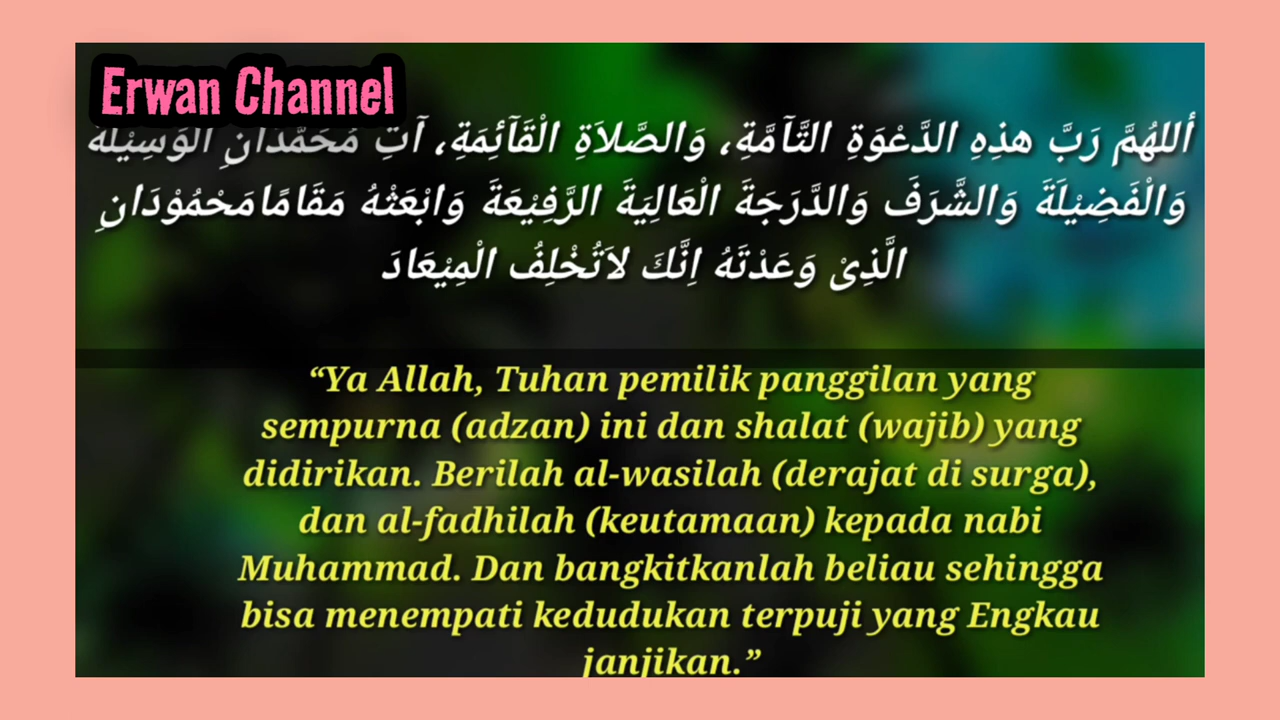 Erwan Channel
أللهُمَّ رَبَّ هذِهِ الدَّعْوَةِ التَّآمَّةِ، وَالصَّلاَةِ الْقَآئِمَةِ، آتِ مُحَمَّدَانِ الْوَسِيْلَةَ
وَالْفَضِيْلَةَ وَالشَّرَفَ وَالدَّرَجَةَ الْعَالِيَةَ الرَّفِيْعَةَ وَابْعَثْهُ مَقَامًامَحْمُوْدَانِ
الَّذِىْ وَعَدْتَهُ اِنَّكَ لاَتُخْلِفُ الْمِيْعَادَ
“Ya Allah, Tuhan pemilik panggilan yang
sempurna (adzan) ini dan shalat (wajib) yang
didirikan. Berilah al-wasilah (derajat di surga),
dan al-fadhilah (keutamaan) kepada nabi
Muhammad. Dan bangkitkanlah beliau sehingga
bisa menempati kedudukan terpuji yang Engkau
janjikan.”